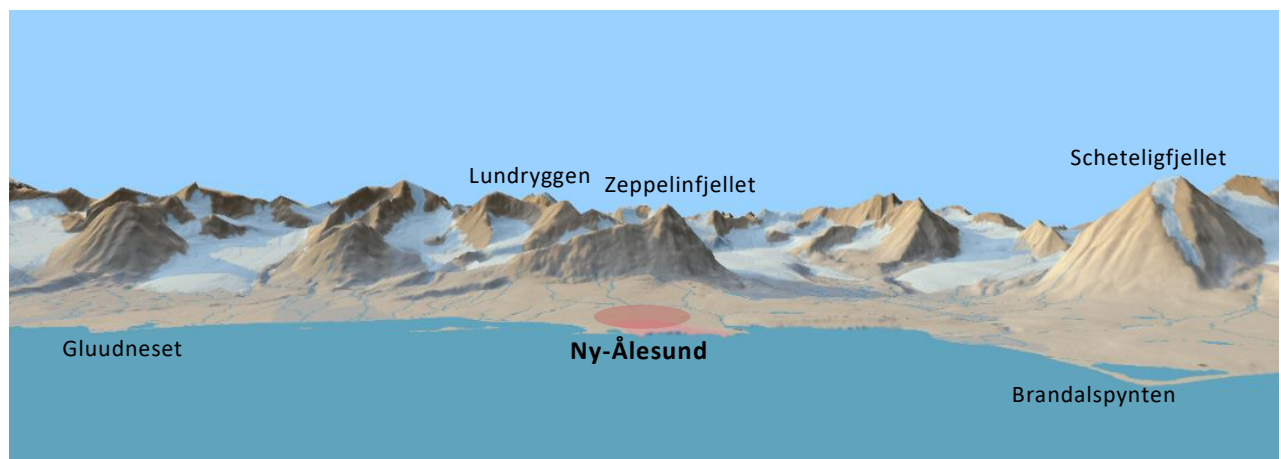 Scheteligfjellet
Lundryggen
Zeppelinfjellet
Gluudneset
Ny-Ålesund
Brandalspynten